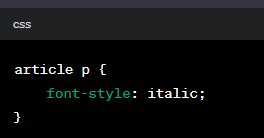 css
article p {
    font-style: italic;
}